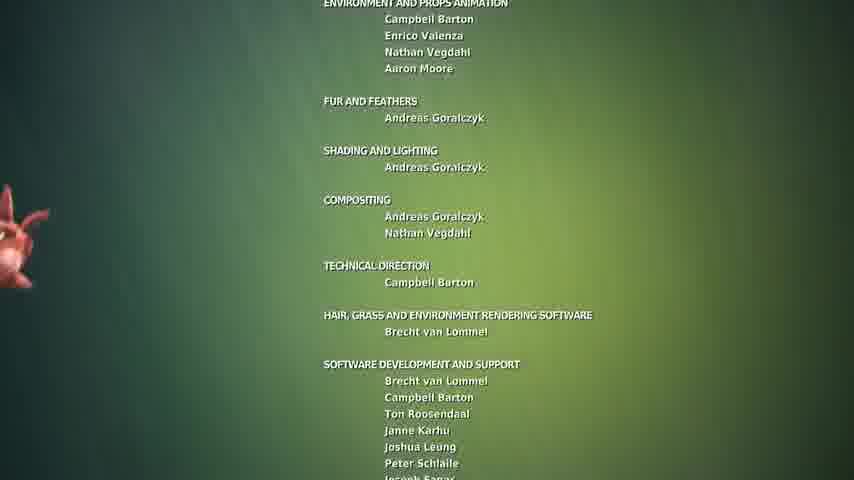 ENVIRONMENT AND PROPS ANIMATION
Campbell Barton
Enrico Valenza
Nathan Vegdahl
Aaron Moore
FUR AND FEATHERS
Andreas Goralczyk
SHADING AND LIGHTING
Andreas Goralczyk
COMPOSITING
Andreas Goralczyk
Nathan Vegdahl
TECHNICAL DIRECTION
Campbell Barton
HAIR, GRASS AND ENVIRONMENT RENDERING SOFTWARE
Brecht van Lommel
SOFTWARE DEVELOPMENT AND SUPPORT
Brecht van Lommel
Campbell Barton
Ton Roosendaal
Janne Karhu
Joshua Leung
Peter Schlaile